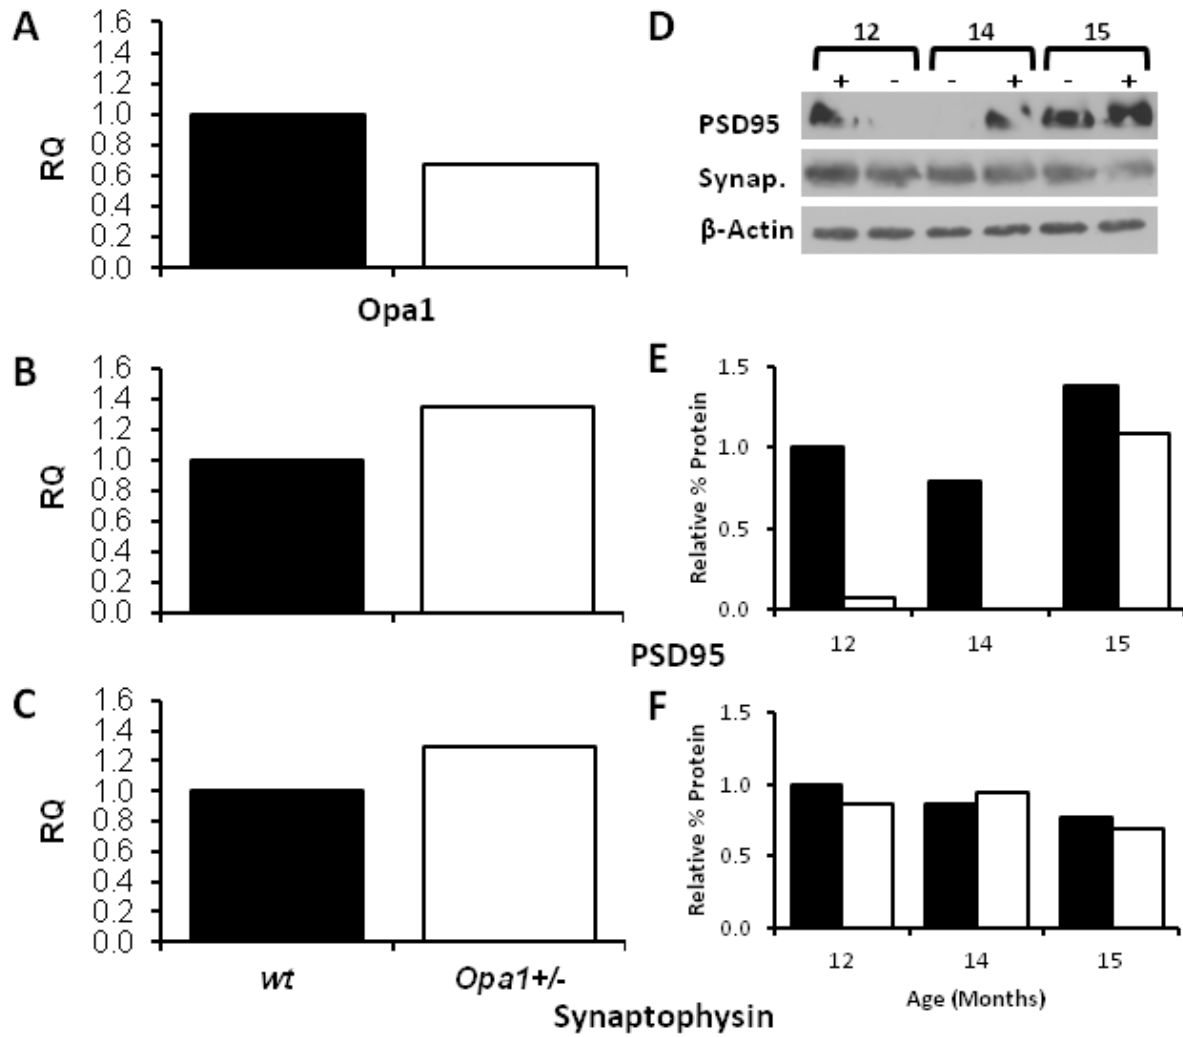 A
1.6
1.4
1.2
1.0
0.8
0.6
0.4
0.2
0.0
RQ
Opa1
B
1.6
1.4
1.2
1.0
0.8
0.6
0.4
0.2
0.0
RQ
PSD95
C
1.6
1.4
1.2
1.0
0.8
0.6
0.4
0.2
0.0
RQ
wt Opa1+/-
Synaptophysin
D
12 14 15
+ - - + - +
PSD95
Synap.
β-Actin
E
1.5
1.0
0.5
0.0
Relative % Protein
12 14 15
F
1.5
1.0
0.5
0.0
Relative % Protein
12 14 15
Age (Months)